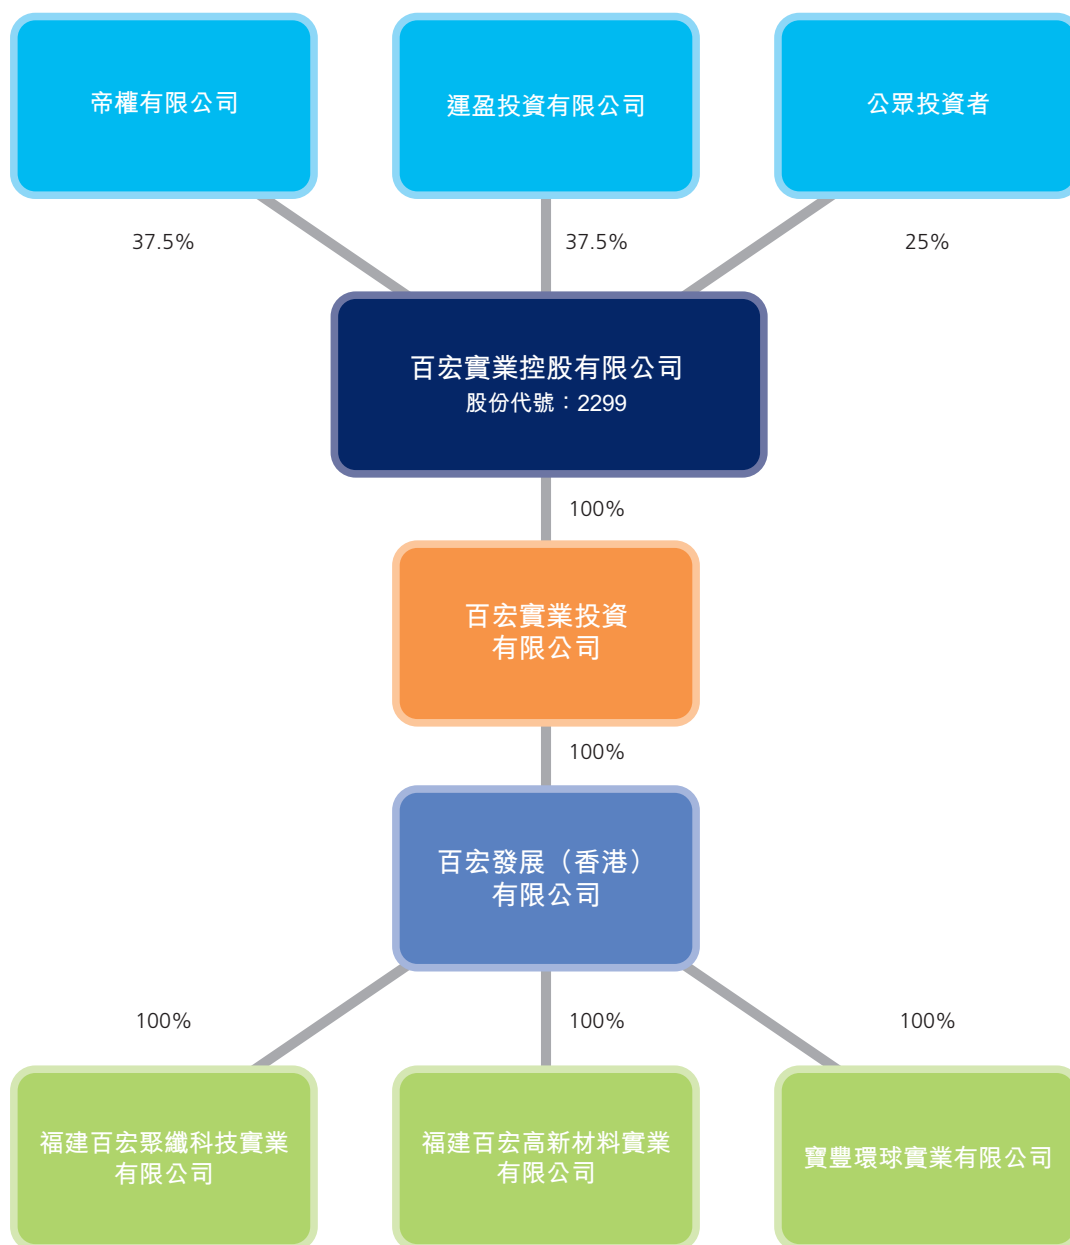 帝權有限公司
運盈投資有限公司
公眾投資者
37.5%
37.5%
25%
百宏實業控股有限公司
股份代號：2299
100%
百宏實業投資
有限公司
100%
百宏發展（香港）
有限公司
100%
100%
100%
福建百宏聚纖科技實業
有限公司
福建百宏高新材料實業
有限公司
寶豐環球實業有限公司